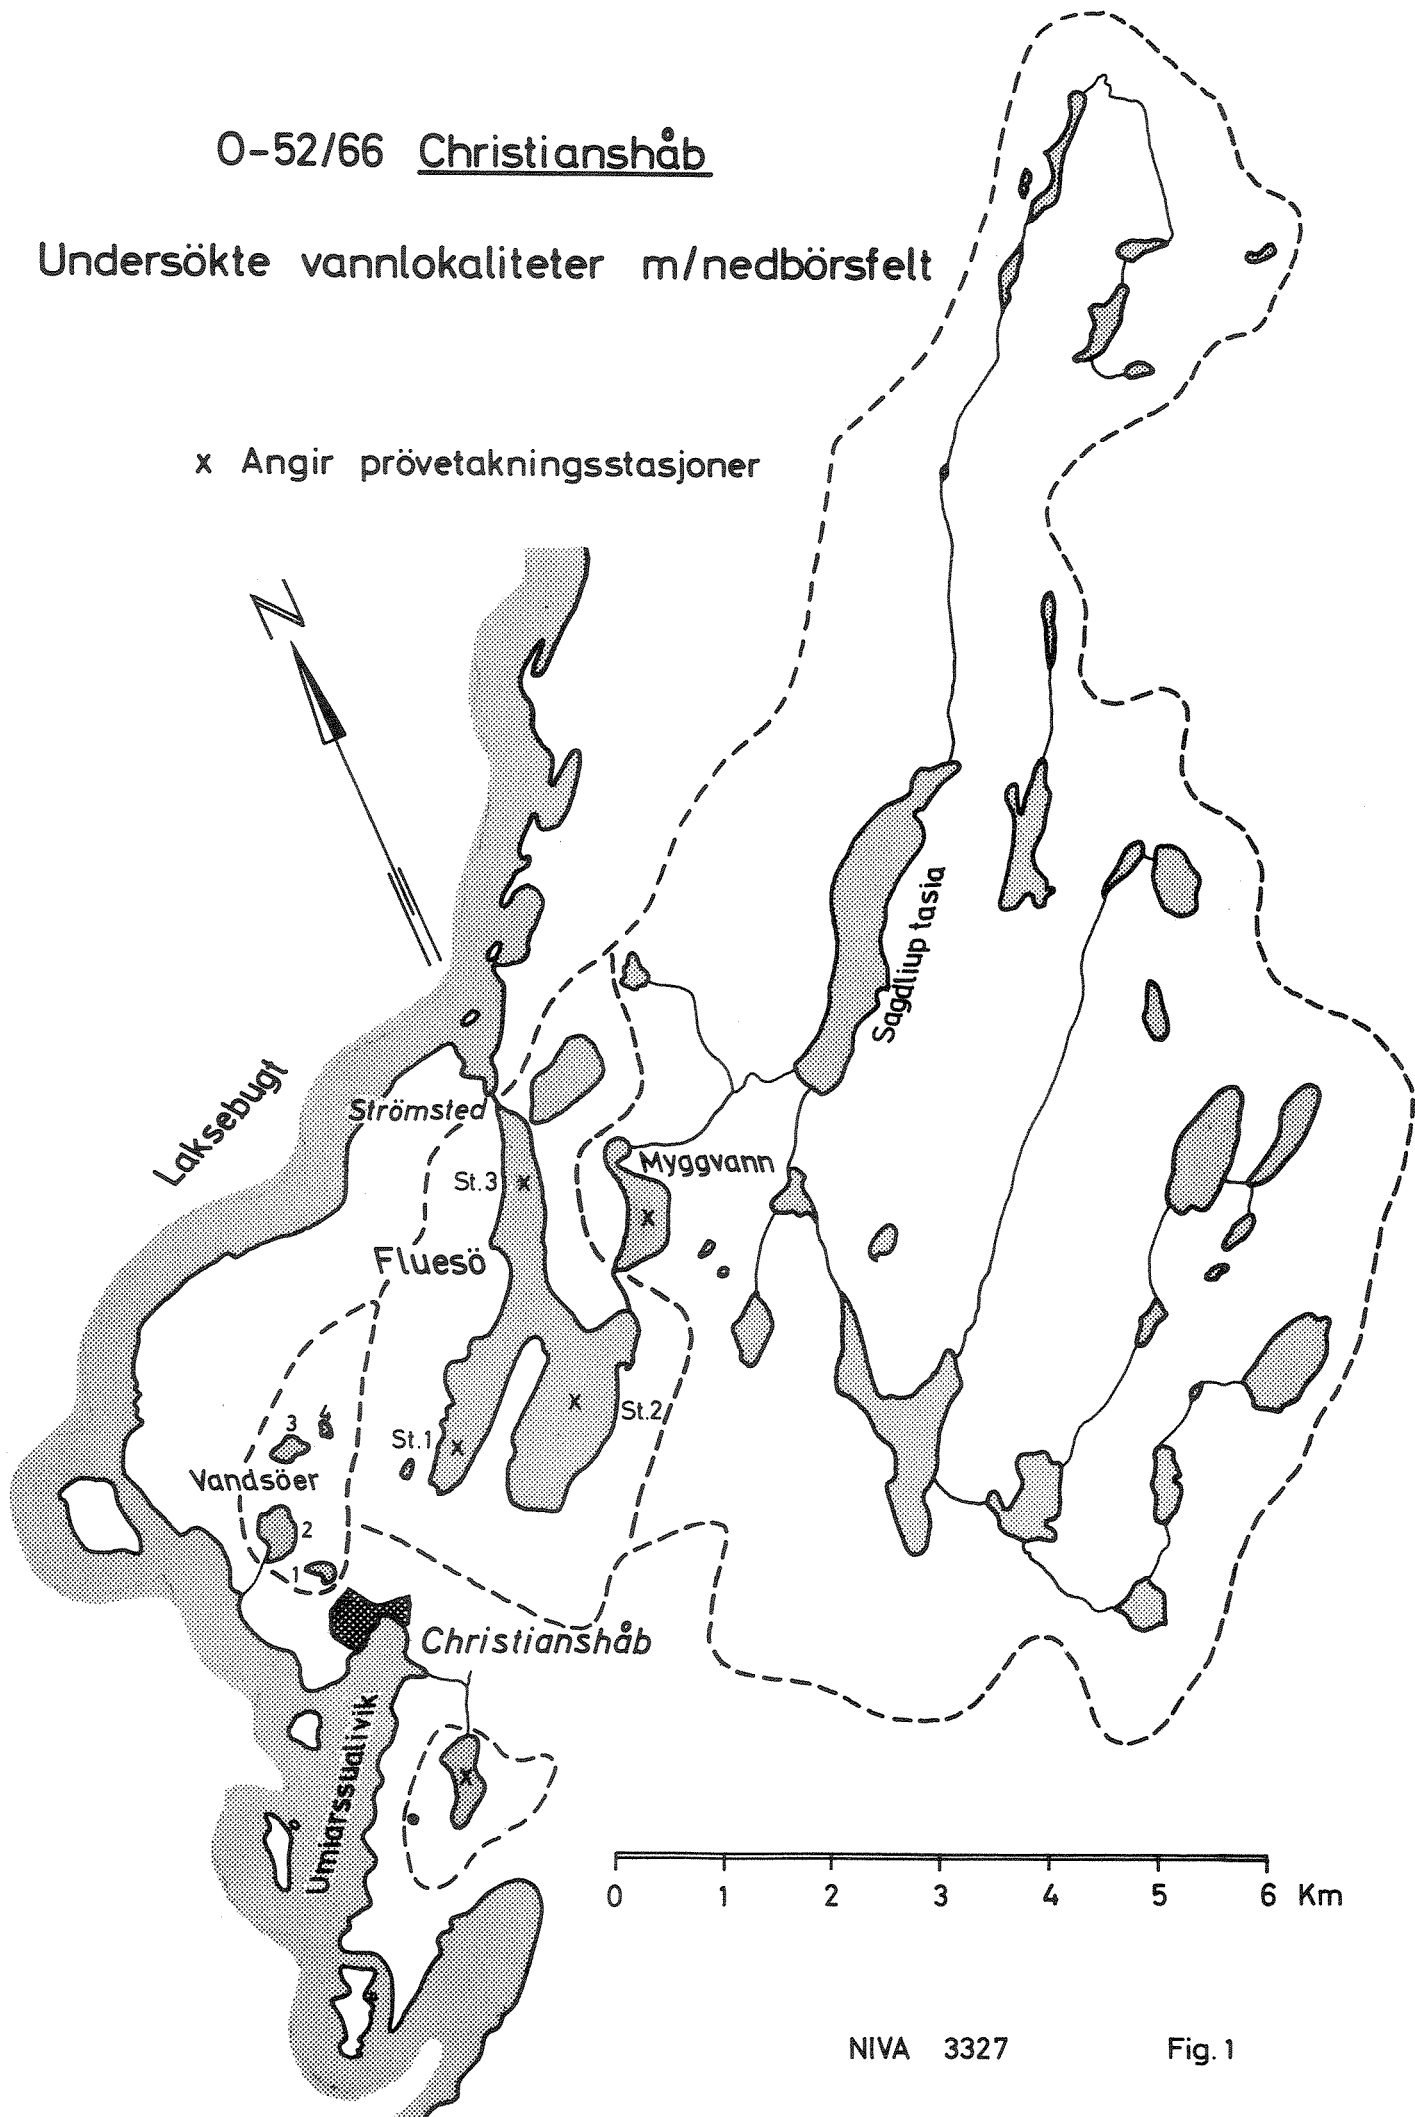 O-52/66 Christianshåb
Undersökte vannlokaliteter m/nedbörsfelt
x Angir prövetakningsstasjoner
N
Sagdliup tasia
Laksebugt
Strömsted
Myggvann
St.3
Fluesö
St.2
St.1
3
4
Vandsöer
2
1
Christianshåb
Umiarssualivik
0 1 2 3 4 5 6 Km
NIVA 3327 Fig. 1